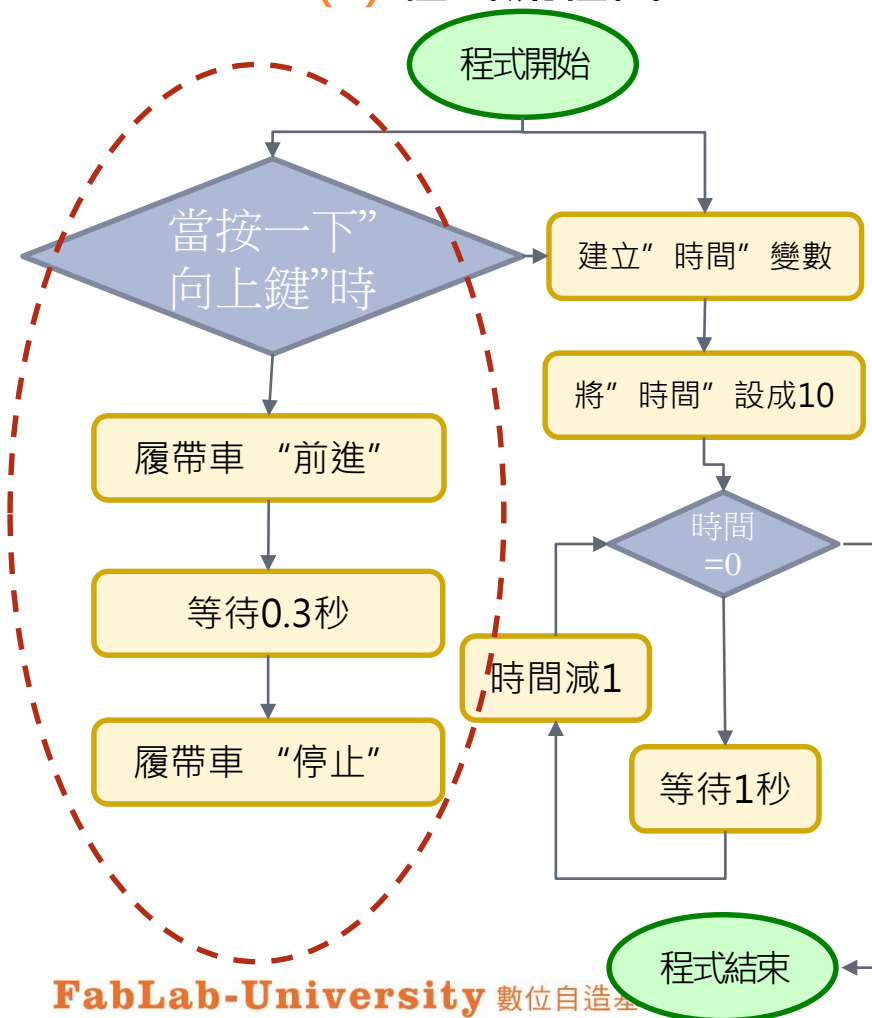 程式開始
當按一下”
向上鍵”時
建立”時間”變數
將”時間”設成10
履帶車 “前進”
時間
=0
等待0.3秒
時間減1
履帶車 “停止”
等待1秒
程式結束
FabLab-University 數位自造